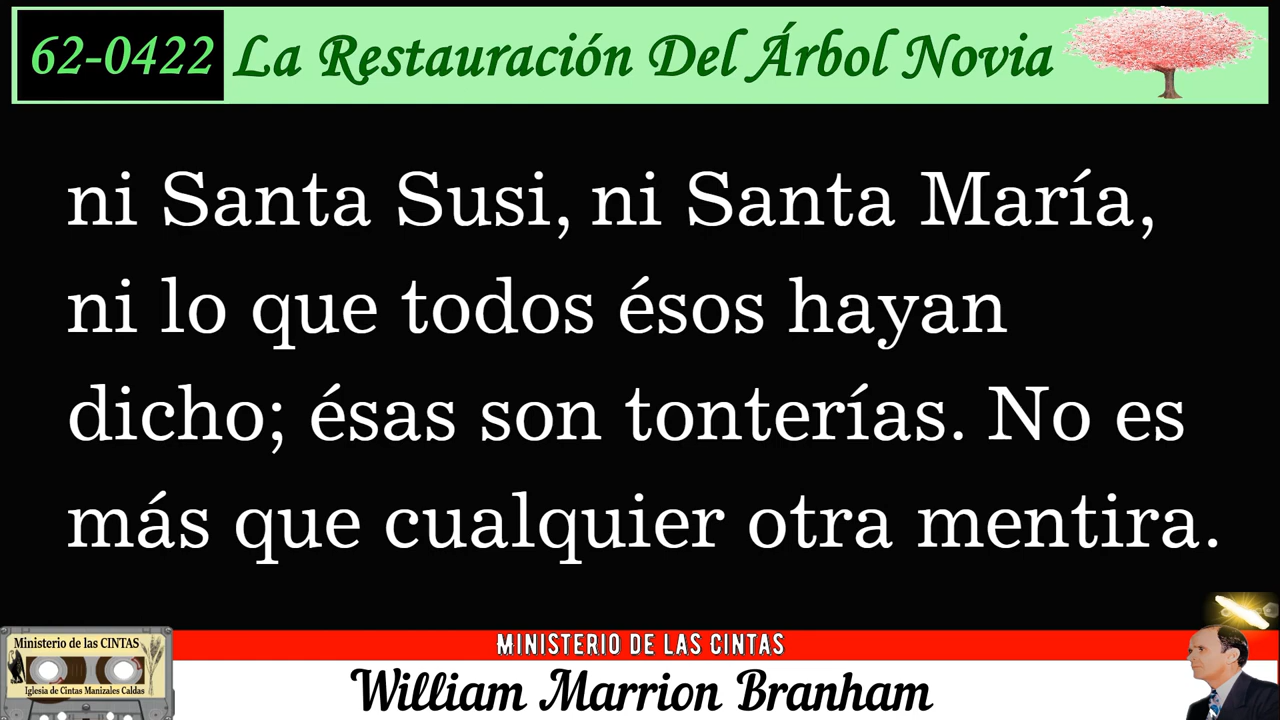 62-0422 La Restauración Del Árbol Novia
ni Santa Susi, ni Santa María,
ni lo que todos ésos hayan
dicho; ésas son tonterías. No es
más que cualquier otra mentira.
MINISTERIO DE LAS CINTAS
Ministerio de las CINTAS
Iglesia de Cintas Manizales Caldas
William Marrion Branham